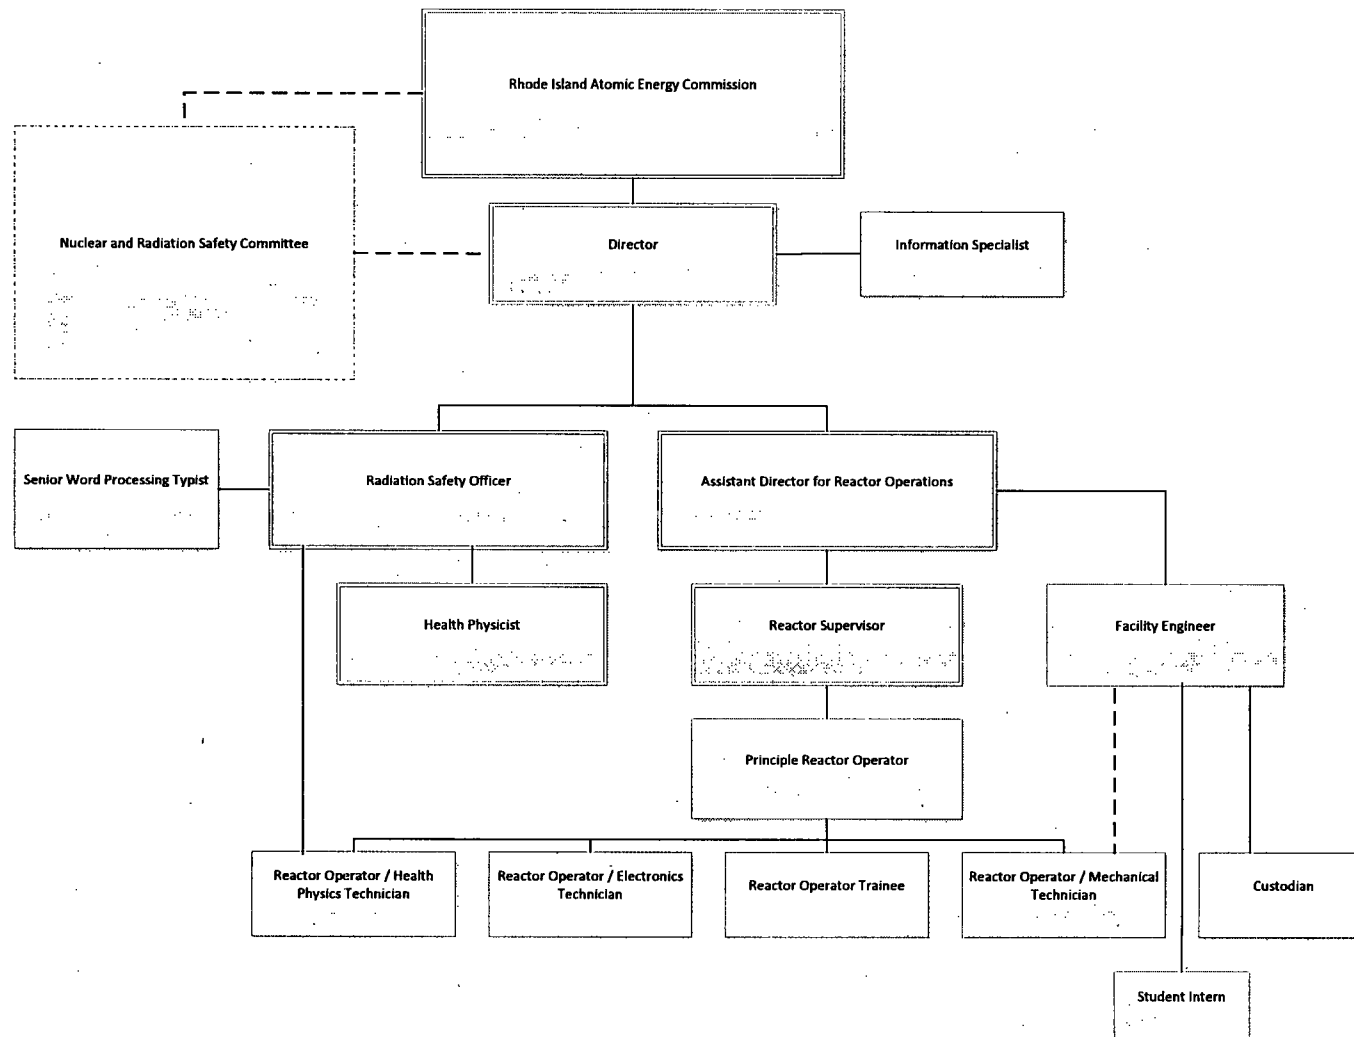 Rhode Island Atomic Energy Commission
Nuclear and Radiation Safety Committee
Director
Information Specialist
Senior Word Processing Typist
Radiation Safety Officer
Assistant Director for Reactor Operations
Health Physicist
Reactor Supervisor
Facility Engineer
Principle Reactor Operator
Reactor Operator / Health
Physics Technician
Reactor Operator / Electronics
Technician
Reactor Operator Trainee
Reactor Operator / Mechanical
Technician
Custodian
Student Intern